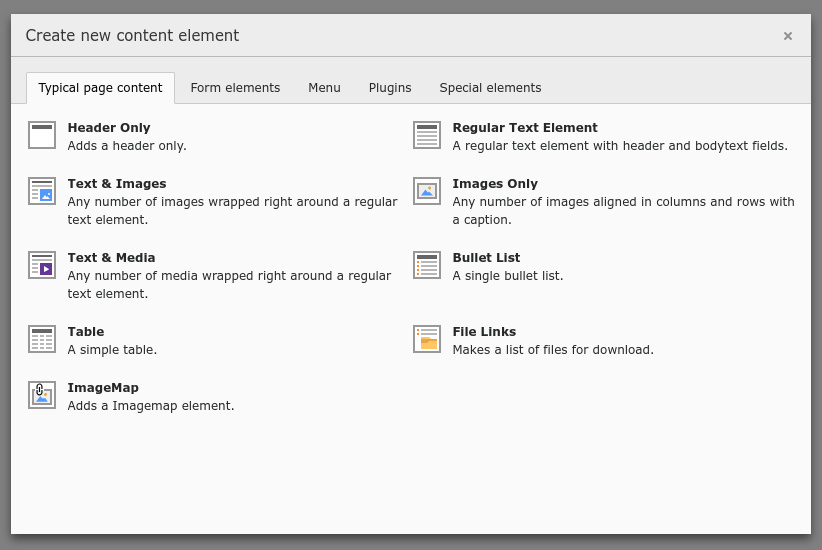 Create new content element
×
Typical page content
Form elements
Menu
Plugins
Special elements
Header Only
Adds a header only.
Regular Text Element
A regular text element with header and bodytext fields.
Text & Images
Any number of images wrapped right around a regular
text element.
Images Only
Any number of images aligned in columns and rows with
a caption.
Text & Media
Any number of media wrapped right around a regular
text element.
Bullet List
A single bullet list.
Table
A simple table.
File Links
Makes a list of files for download.
ImageMap
Adds a Imagemap element.